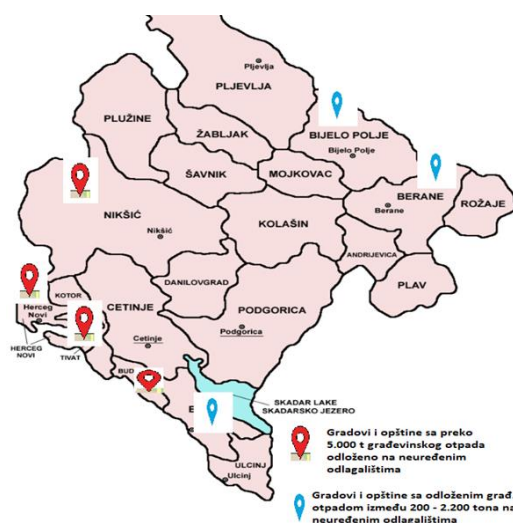 Pljevlja
PLJEVLJA
PLUŽINE
ŽABLJAK
BIJELO POLJE
Bijelo Polje
ŠAVNIK
MOJKOVAC
BERANE
Berane
ROŽAJE
NIKŠIĆ
Nikšić
KOLAŠIN
ANDRIJEVICA
PLAV
DANILOVGRAD
KOTOR
CETINJE
PODGORICA
Herceg
Novi
Podgorica
Cetinje
HERCEG
NOVI
TIVAT
BUD
B
SKADAR LAKE
SKADARSKO JEZERO
ULCINJ
Ulcinj
Gradovi i opštine sa preko
5.000 t građevinskog otpada
odloženo na neuređenim
odlagalištima
Gradovi i opštine sa odloženim građ.
otpadom između 200 - 2.200 tona na
neuređenim odlagalištima